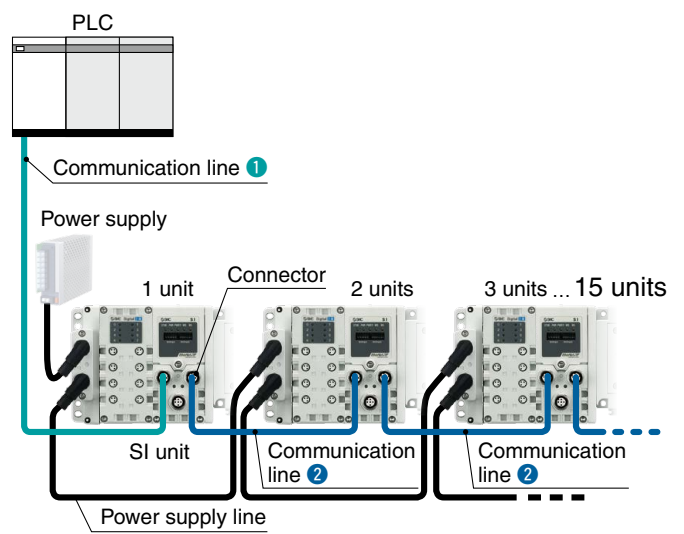 PLC
Communication line 1
Power supply
1 unit
Connector
2 units
3 units ... 15 units
SI unit
Communication
line 2
Communication
line 2
Power supply line